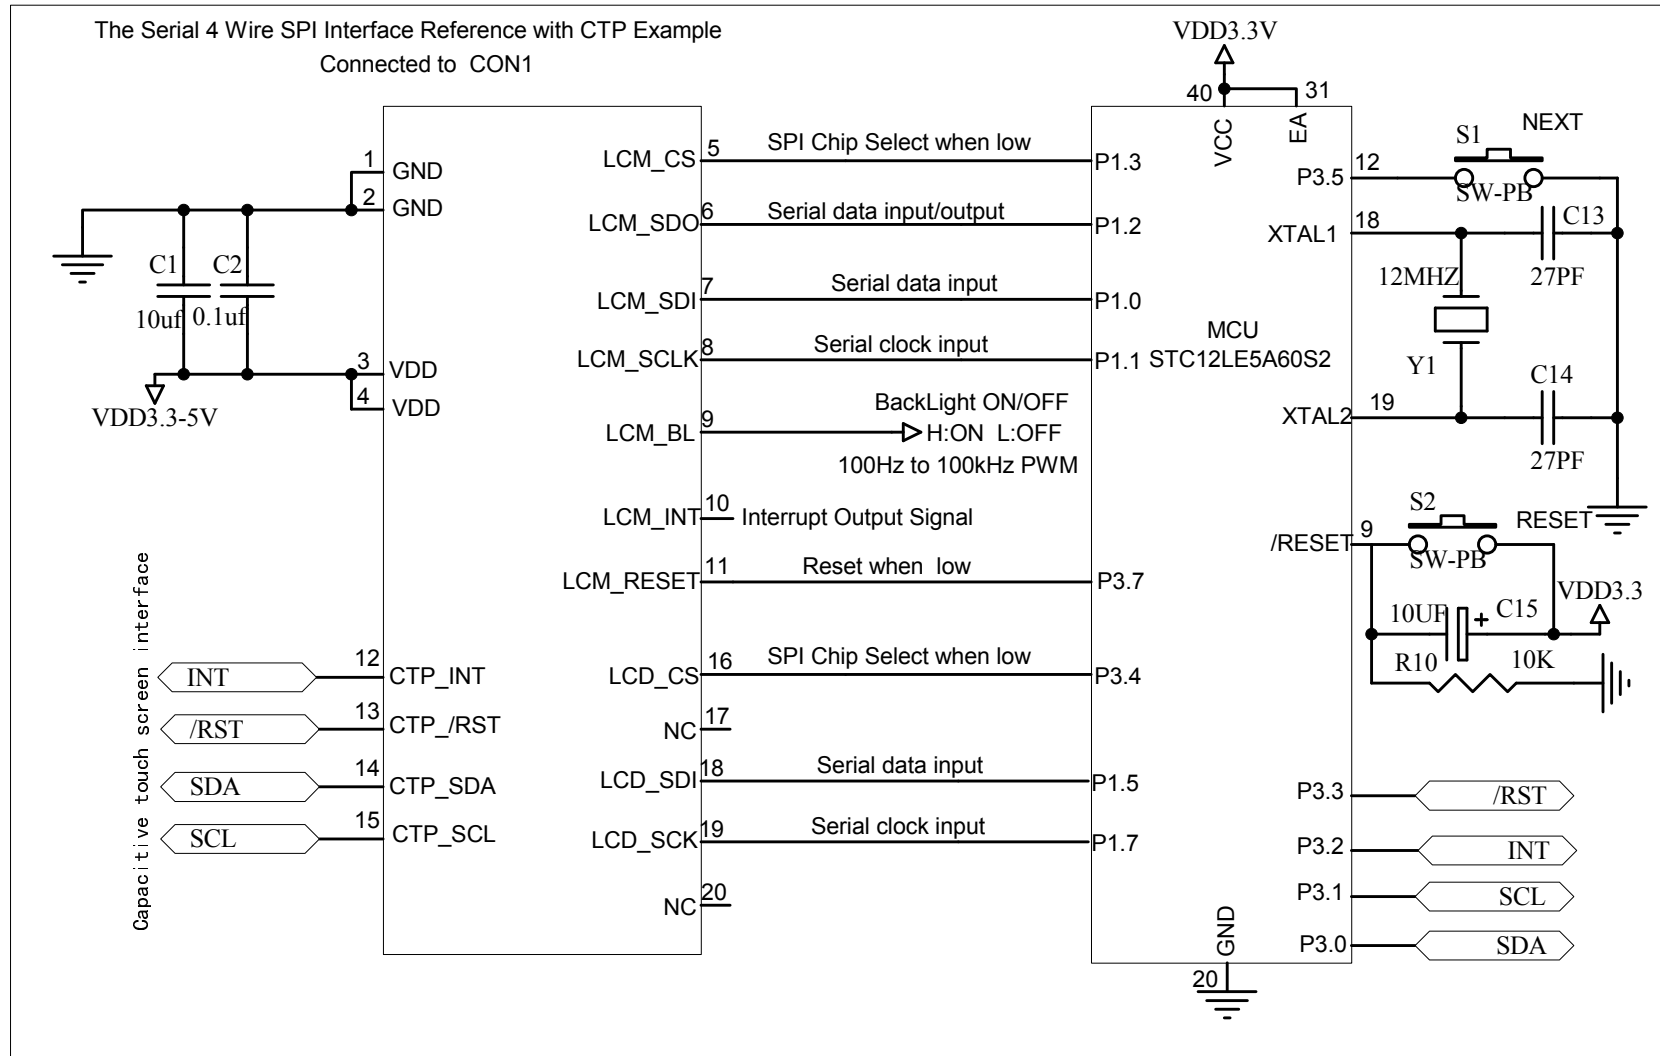 The Serial 4 Wire SPI Interface Reference with CTP Example
Connected to CON1
VDD3.3V
40
31
VCC
EA
1
GND
2
GND
C1
C2
10uf
0.1uf
3
VDD
4
VDD
VDD3.3-5V
LCM_CS
5
SPI Chip Select when low
P1.3
LCM_SDO
6
Serial data input/output
P1.2
LCM_SDI
7
Serial data input
P1.0
LCM_SCLK
8
Serial clock input
P1.1
MCU
STC12LE5A60S2
LCM_BL
9
BackLight ON/OFF
H:ON L:OFF
100Hz to 100kHz PWM
LCM_INT
10
Interrupt Output Signal
LCM_RESET
11
Reset when low
P3.7
Capacitive touch screen interface
INT
12
CTP_INT
/RST
13
CTP_/RST
SDA
14
CTP_SDA
SCL
15
CTP_SCL
LCD_CS
16
SPI Chip Select when low
P3.4
NC
17
LCD_SDI
18
Serial data input
P1.5
LCD_SCK
19
Serial clock input
P1.7
NC
20
P3.5
12
S1
NEXT
SW-PB
XTAL1
18
C13
27PF
12MHZ
Y1
XTAL2
19
C14
27PF
/RESET
9
S2
RESET
SW-PB
VDD3.3
10UF
+
C15
R10
10K
P3.3
/RST
P3.2
INT
P3.1
SCL
P3.0
SDA
GND
20